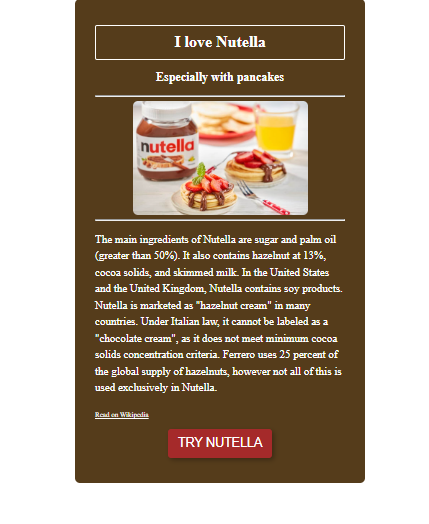 I love Nutella
Especially with pancakes
nutella
The main ingredients of Nutella are sugar and palm oil
(greater than 50%). It also contains hazelnut at 13%,
cocoa solids, and skimmed milk. In the United States
and the United Kingdom, Nutella contains soy products.
Nutella is marketed as "hazelnut cream" in many
countries. Under Italian law, it cannot be labeled as a
"chocolate cream", as it does not meet minimum cocoa
solids concentration criteria. Ferrero uses 25 percent of
the global supply of hazelnuts, however not all of this is
used exclusively in Nutella.
Read on Wikipedia
TRY NUTELLA